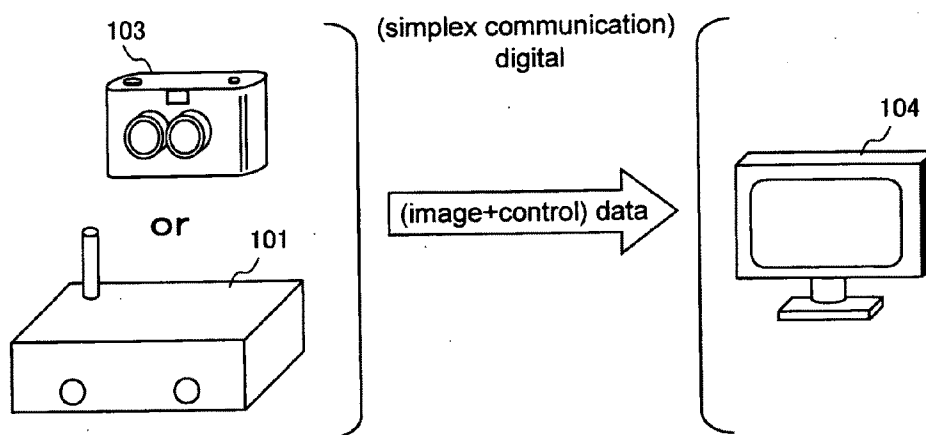 103
or
101
(simplex communication)
digital
(image+control) data
104